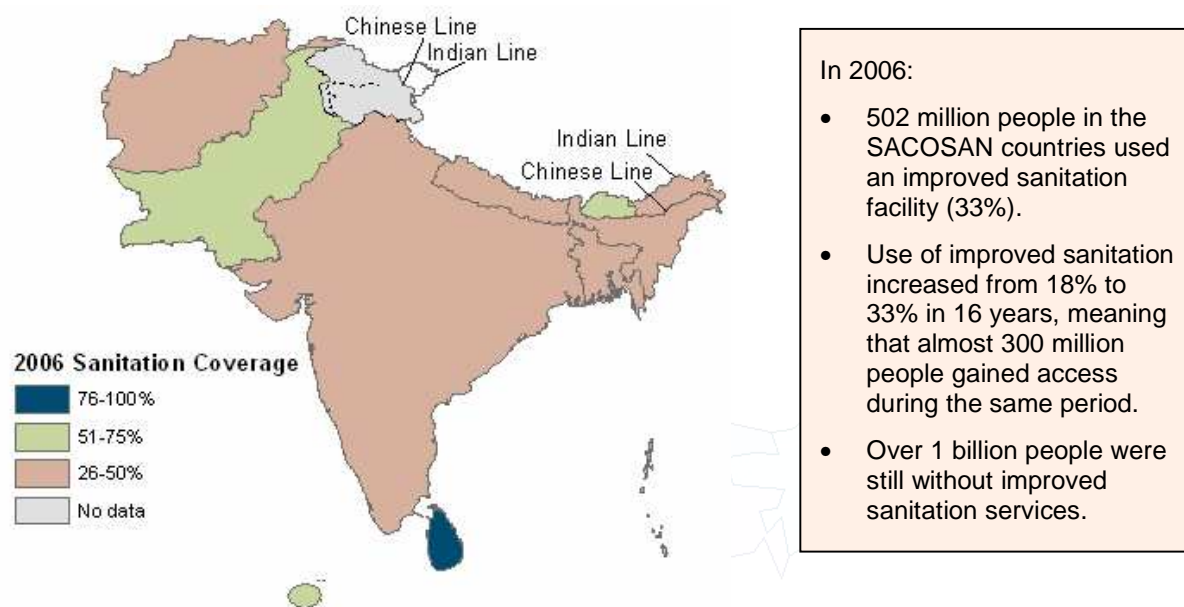 Chinese Line
Indian Line
Indian Line
Chinese Line
2006 Sanitation Coverage
76-100%
51-75%
26-50%
No data
In 2006:
• 502 million people in the
SACOSAN countries used
an improved sanitation
facility (33%).
• Use of improved sanitation
increased from 18% to
33% in 16 years, meaning
that almost 300 million
people gained access
during the same period.
• Over 1 billion people were
still without improved
sanitation services.